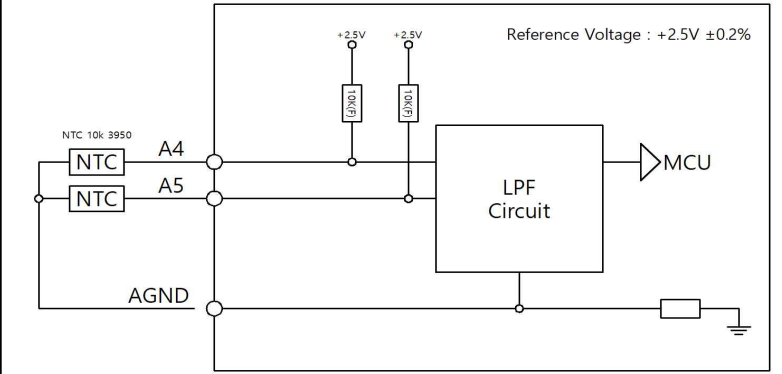 +2.5V +2.5V
Reference Voltage : +2.5V ±0.2%
10K(F) 10K(F)
NTC 10k 3950
NTC A4
NTC A5
LPF
Circuit
MCU
AGND